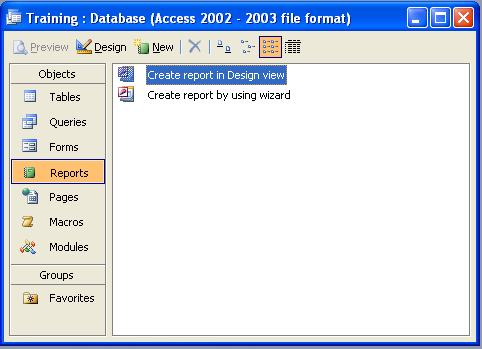 Training : Database (Access 2002 - 2003 file format)
Preview Design New
Objects
Tables
Queries
Forms
Reports
Pages
Macros
Modules
Groups
Favorites
Create report in Design view
Create report by using wizard